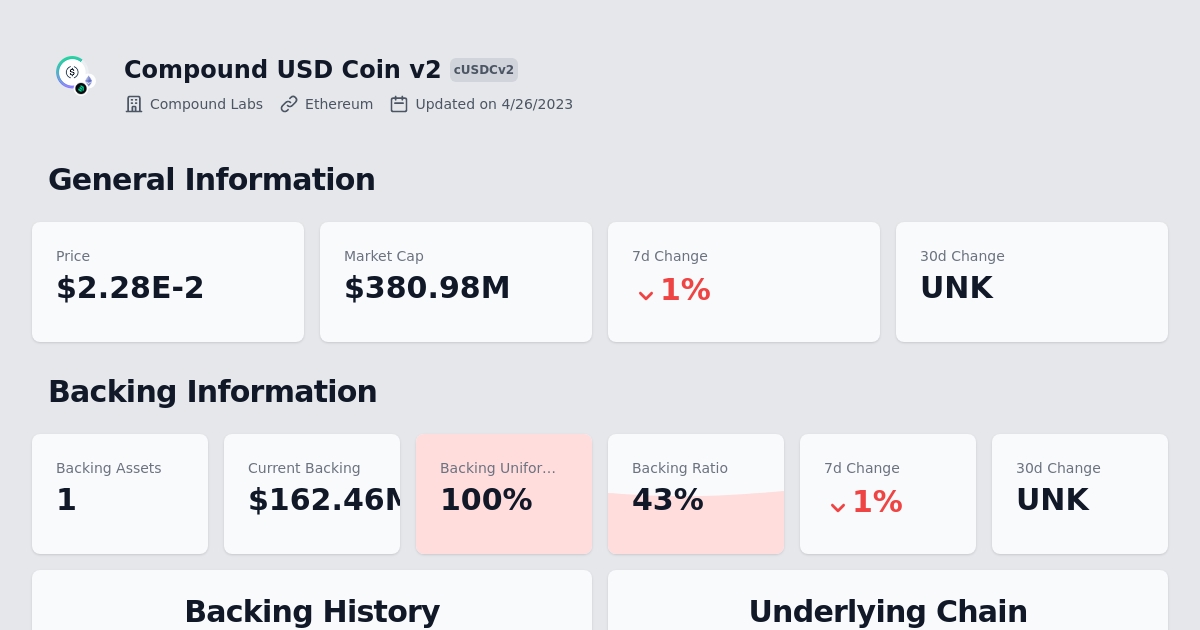 Compound USD Coin v2 cUSDCv2
Compound Labs Ethereum Updated on 4/26/2023
General Information
Price Market Cap 7d Change 30d Change
$2.28E-2 $380.98M 1% UNK
Backing Information
Backing Assets Current Backing Backing Unifor... Backing Ratio 7d Change 30d Change
1 $162.46M 100% 43% 1% UNK
Backing History Underlying Chain